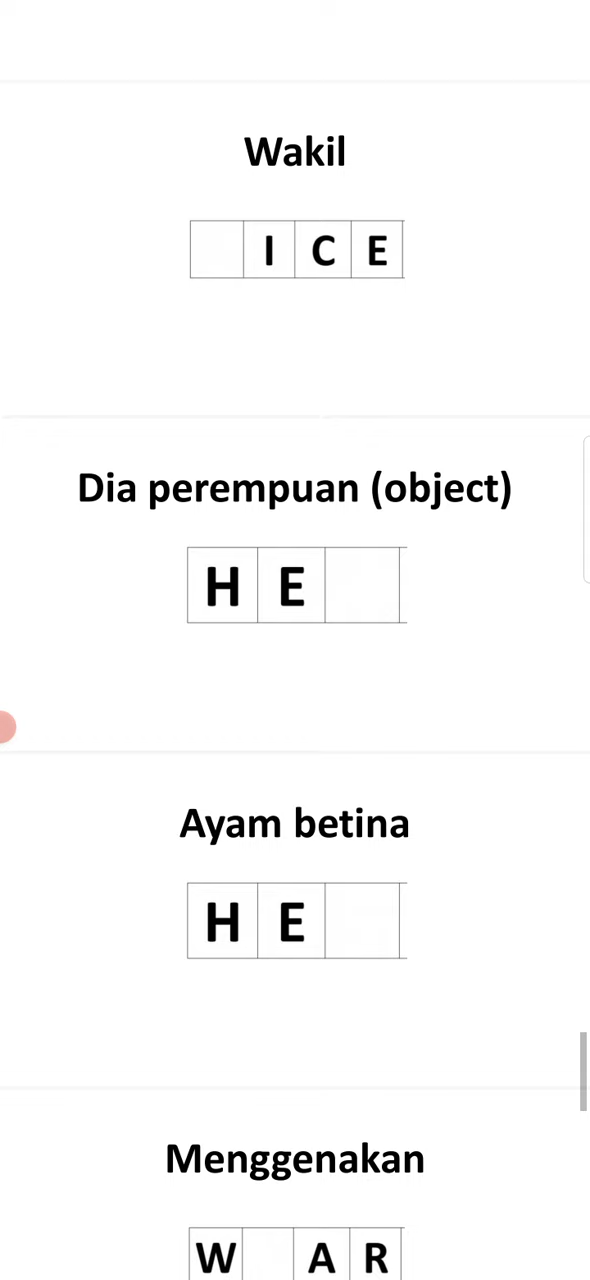 Wakil
I C E
Dia perempuan (object)
H E
Ayam betina
H E
Menggenakan
W A R